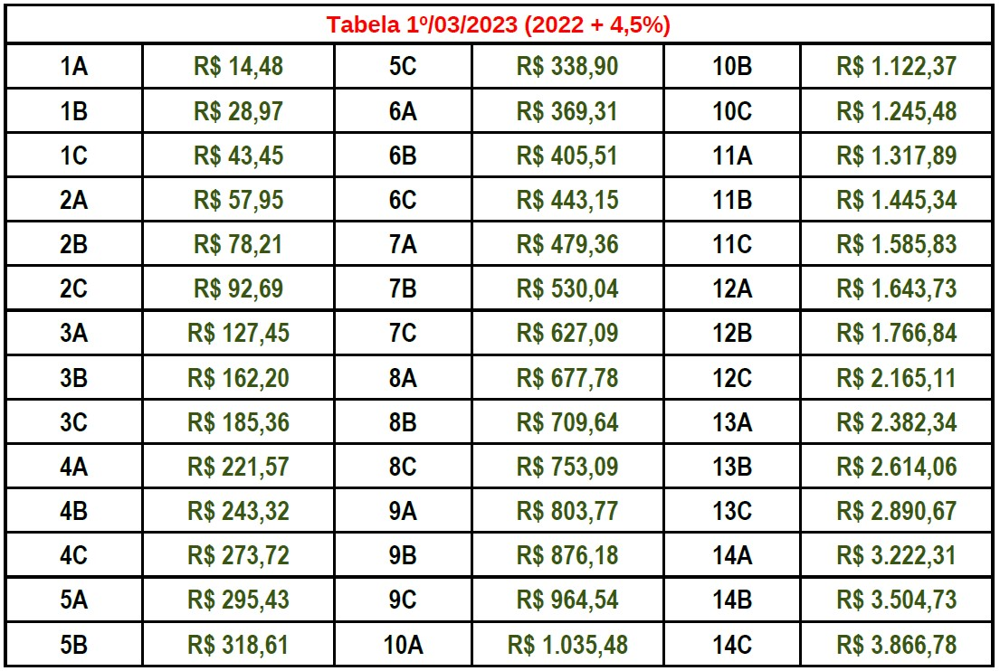 Tabela 1º/03/2023 (2022 + 4,5%)
1A R$ 14,48 5C R$ 338,90 10B R$ 1.122,37
1B R$ 28,97 6A R$ 369,31 10C R$ 1.245,48
1C R$ 43,45 6B R$ 405,51 11A R$ 1.317,89
2A R$ 57,95 6C R$ 443,15 11B R$ 1.445,34
2B R$ 78,21 7A R$ 479,36 11C R$ 1.585,83
2C R$ 92,69 7B R$ 530,04 12A R$ 1.643,73
3A R$ 127,45 7C R$ 627,09 12B R$ 1.766,84
3B R$ 162,20 8A R$ 677,78 12C R$ 2.165,11
3C R$ 185,36 8B R$ 709,64 13A R$ 2.382,34
4A R$ 221,57 8C R$ 753,09 13B R$ 2.614,06
4B R$ 243,32 9A R$ 803,77 13C R$ 2.890,67
4C R$ 273,72 9B R$ 876,18 14A R$ 3.222,31
5A R$ 295,43 9C R$ 964,54 14B R$ 3.504,73
5B R$ 318,61 10A R$ 1.035,48 14C R$ 3.866,78